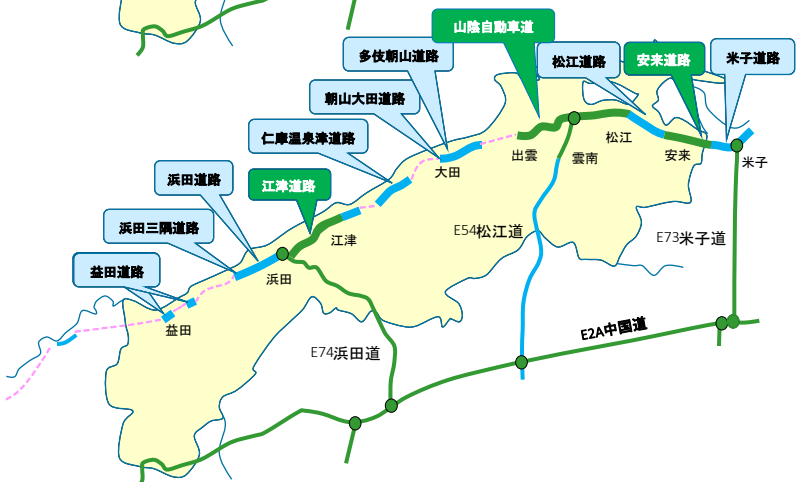 山陰自動車道
多伎朝山道路
松江道路
安来道路
米子道路
朝山大田道路
仁摩温泉津道路
出雲
雲南
松江
安来
米子
大田
浜田道路
江津道路
浜田三隅道路
江津
E54松江道
E73米子道
益田道路
浜田
益田
E2A中国道
E74浜田道